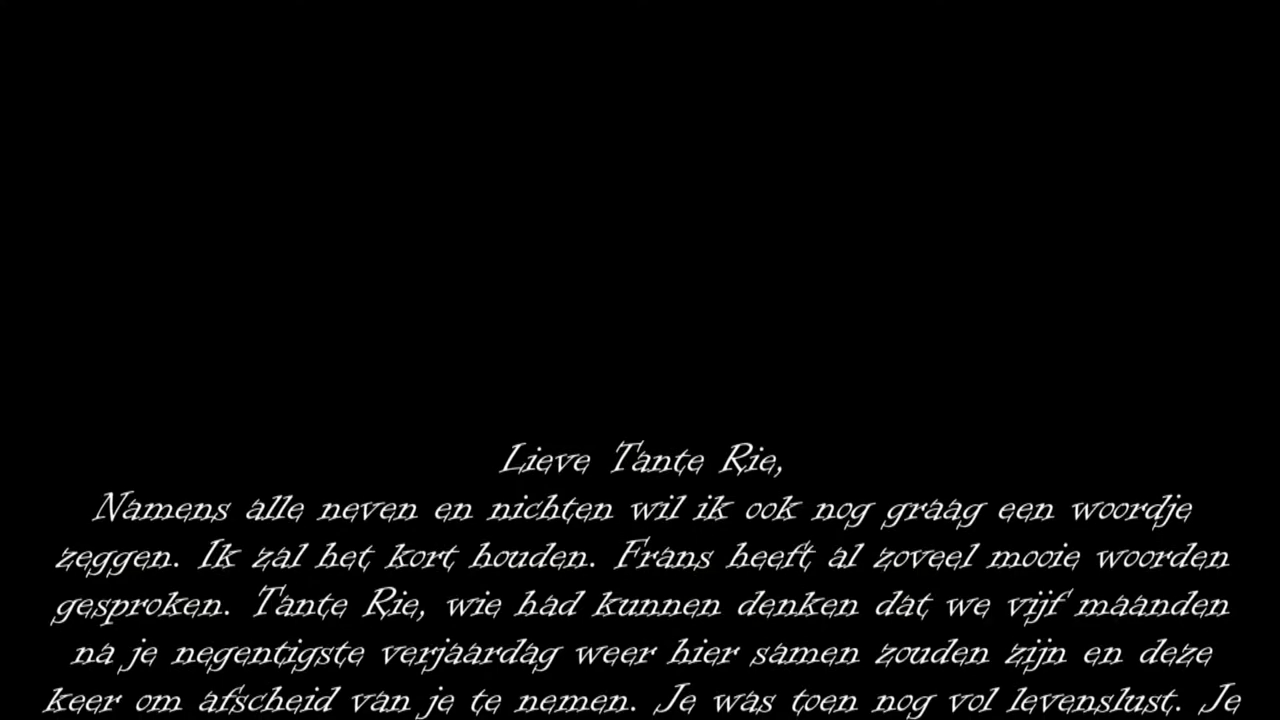 Lieve Tante Rie,
Namens alle neven en nichten wil ik ook nog graag een woordje
zeggen. Ik zal het kort houden. Frans heeft al zoveel mooie woorden
gesproken. Tante Rie, wie had kunnen denken dat we vijf maanden
na je negentigste verjaardag weer hier samen zouden zijn en deze
keer om afscheid van je te nemen. Je was toen nog vol levenslust. Je